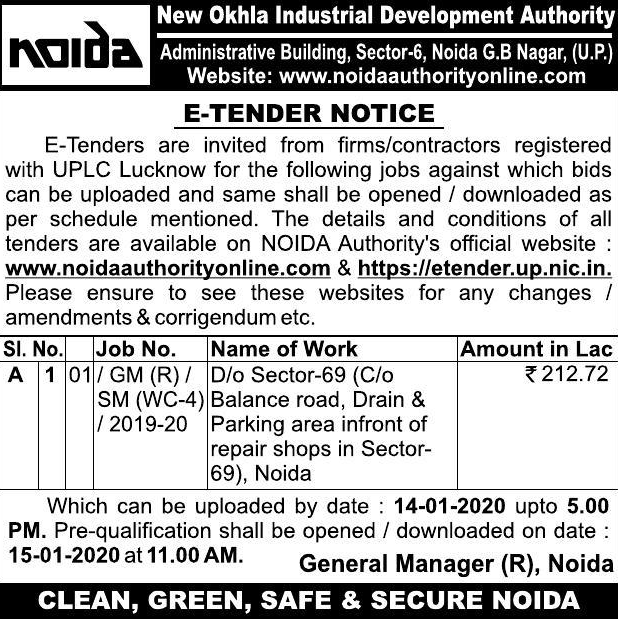 noida
New Okhla Industrial Development Authority
Administrative Building, Sector-6, Noida G.B Nagar, (U.P.)
Website: www.noidaauthorityonline.com
E-TENDER NOTICE
E-Tenders are invited from firms/contractors registered
with UPLC Lucknow for the following jobs against which bids
can be uploaded and same shall be opened / downloaded as
per schedule mentioned. The details and conditions of all
tenders are available on NOIDA Authority's official website :
www.noidaauthorityonline.com & https://etender.up.nic.in.
Please ensure to see these websites for any changes /
amendments & corrigendum etc.
Sl. No. Job No. Name of Work Amount in Lac
A 1 01 / GM (R) / D/o Sector-69 (C/o ₹ 212.72
SM (WC-4) Balance road, Drain &
/ 2019-20 Parking area infront of
repair shops in Sector-
69), Noida
Which can be uploaded by date : 14-01-2020 upto 5.00
PM. Pre-qualification shall be opened / downloaded on date :
15-01-2020 at 11.00 AM.
General Manager (R), Noida
CLEAN, GREEN, SAFE & SECURE NOIDA